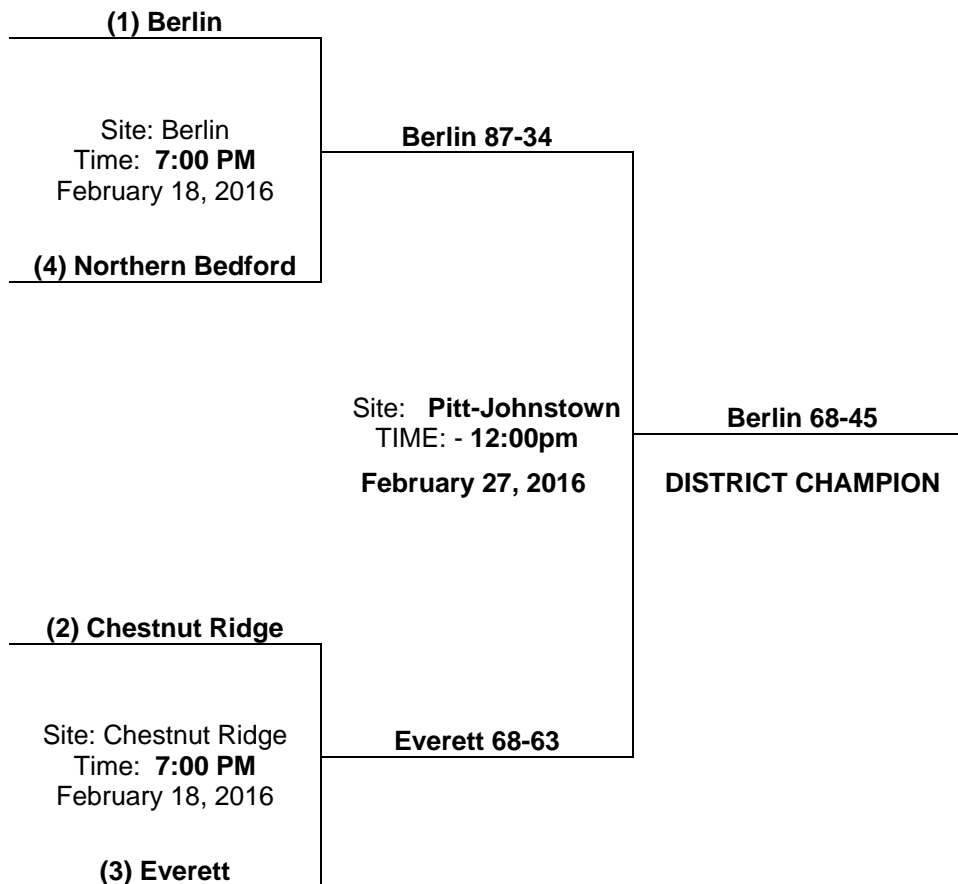 (1) Berlin
Site: Berlin
Time: 7:00 PM
February 18, 2016
(4) Northern Bedford
Berlin 87-34
Site: Pitt-Johnstown
TIME: - 12:00pm
February 27, 2016
Berlin 68-45
DISTRICT CHAMPION
(2) Chestnut Ridge
Site: Chestnut Ridge
Time: 7:00 PM
February 18, 2016
(3) Everett
Everett 68-63